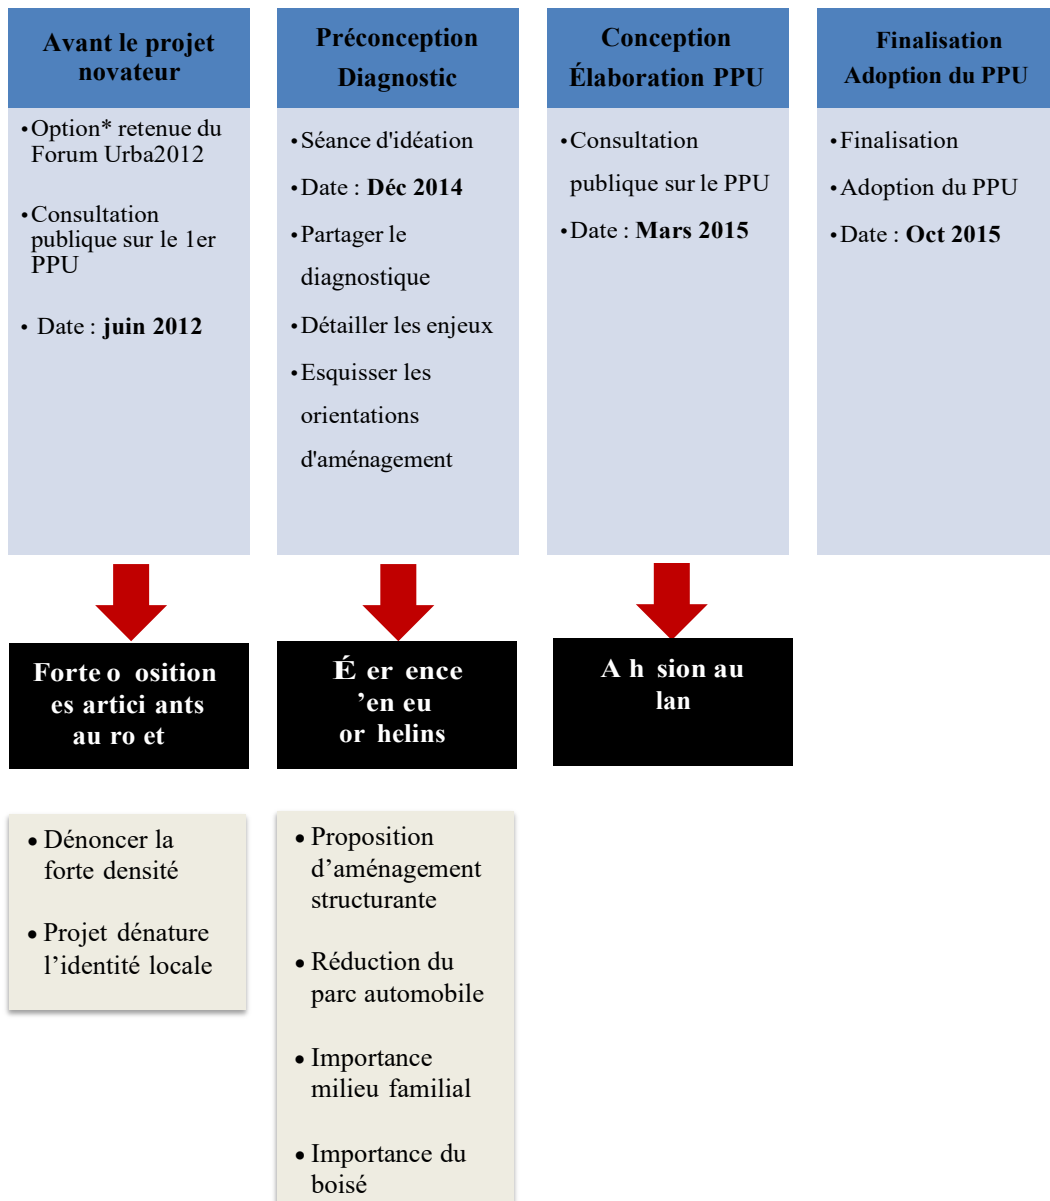 Avant le projet
novateur
•Option* retenue du
Forum Urba2012
•Consultation
publique sur le 1er
PPU
• Date : juin 2012
Préconception
Diagnostic
•Séance d'idéation
•Date : Déc 2014
•Partager le
diagnostique
•Détailler les enjeux
•Esquisser les
orientations
d'aménagement
Conception
Élaboration PPU
•Consultation
publique sur le PPU
•Date : Mars 2015
Finalisation
Adoption du PPU
•Finalisation
•Adoption du PPU
•Date : Oct 2015
Forte o osition
es artici ants
au ro et
É er ence
’en eu
or helins
A h sion au
lan
• Dénoncer la
forte densité
• Projet dénature
l’identité locale
• Proposition
d’aménagement
structurante
• Réduction du
parc automobile
• Importance
milieu familial
• Importance du
boisé